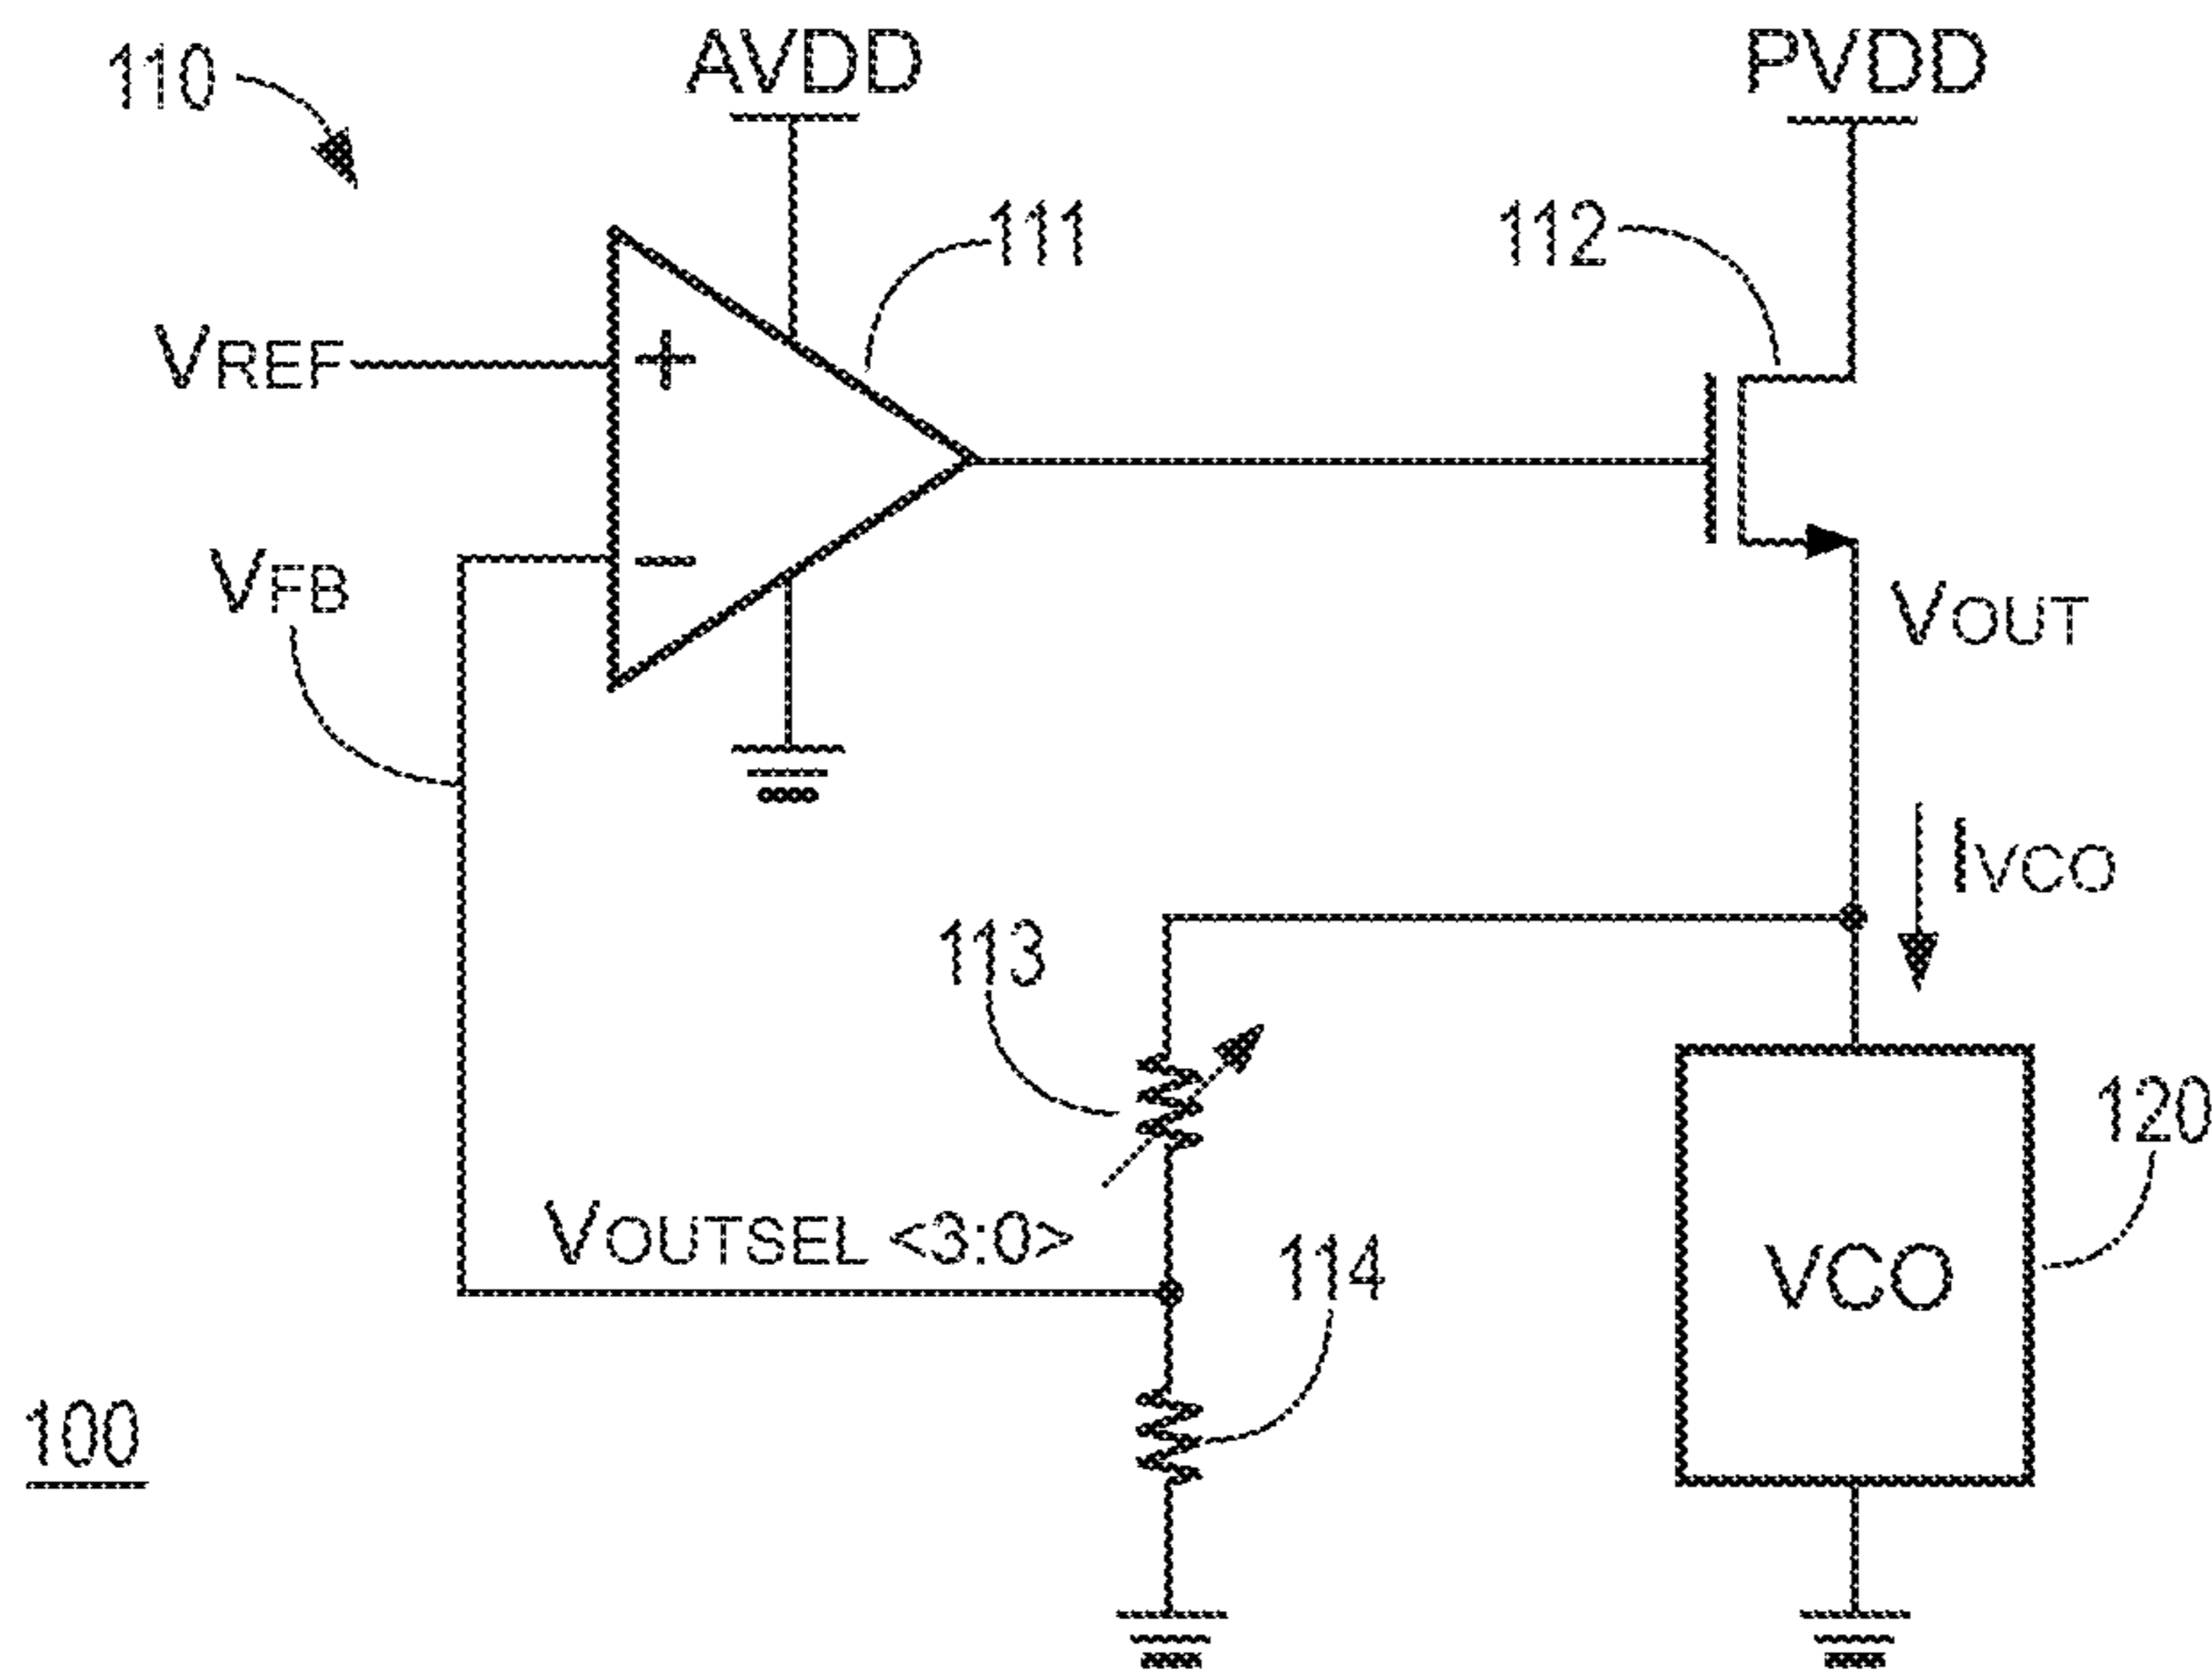 110
AVDD
PVDD
111
112
VREF
+
VFB
−
VOUT
IVCO
113
120
VOUTSEL <3:0>
114
VCO
100